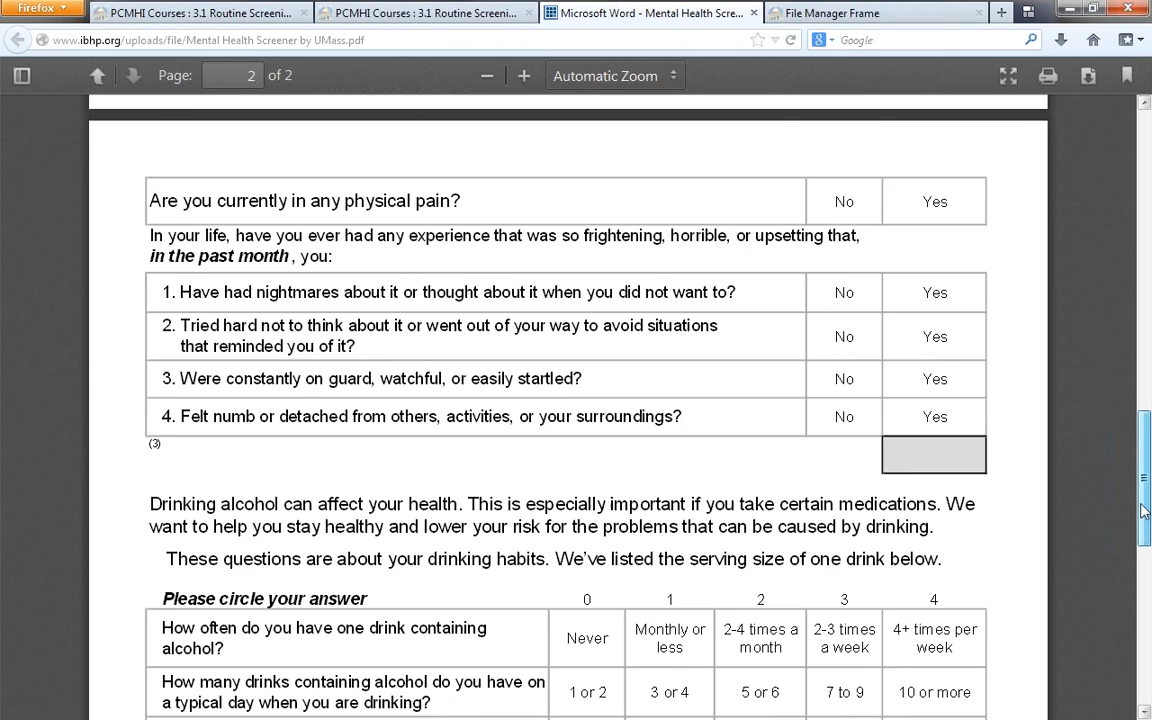 Firefox
PCMHI Courses : 3.1 Routine Screeni...
PCMHI Courses : 3.1 Routine Screeni...
Microsoft Word - Mental Health Scree...
File Manager Frame
www.ibhp.org/uploads/file/Mental Health Screener by UMass.pdf
Google
Page: 2 of 2
Automatic Zoom
Are you currently in any physical pain? No Yes
In your life, have you ever had any experience that was so frightening, horrible, or upsetting that,
in the past month, you:
1. Have had nightmares about it or thought about it when you did not want to? No Yes
2. Tried hard not to think about it or went out of your way to avoid situations
that reminded you of it? No Yes
3. Were constantly on guard, watchful, or easily startled? No Yes
4. Felt numb or detached from others, activities, or your surroundings? No Yes
(3)
Drinking alcohol can affect your health. This is especially important if you take certain medications. We
want to help you stay healthy and lower your risk for the problems that can be caused by drinking.
These questions are about your drinking habits. We've listed the serving size of one drink below.
Please circle your answer 0 1 2 3 4
How often do you have one drink containing
alcohol? Never Monthly or less 2-4 times a month 2-3 times a week 4+ times per week
How many drinks containing alcohol do you have on
a typical day when you are drinking? 1 or 2 3 or 4 5 or 6 7 to 9 10 or more